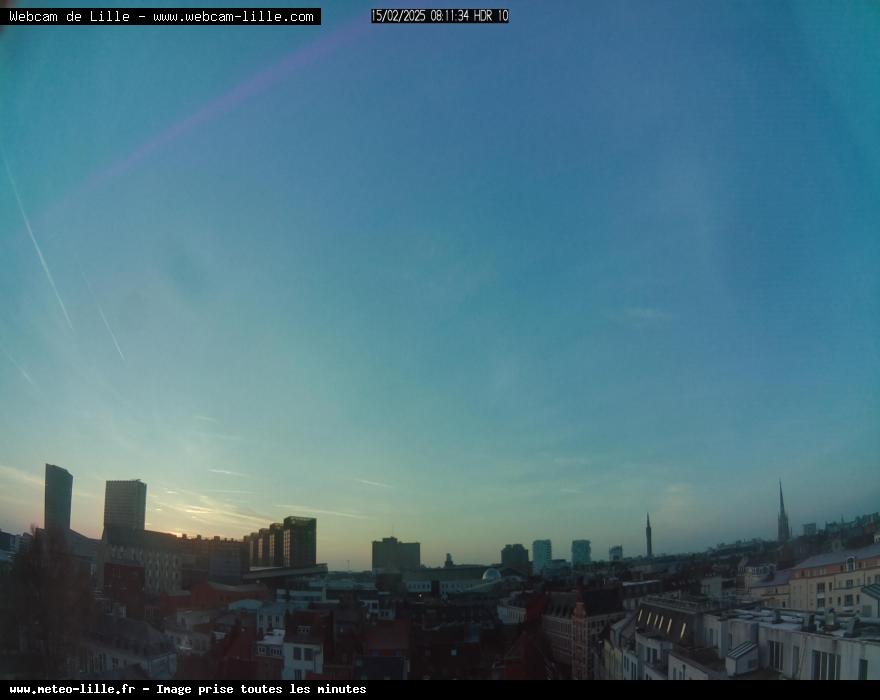 Webcam de Lille - www.webcam-lille.com
15/02/2025 08:11:34 HDR 10
www.meteo-lille.fr - Image prise toutes les minutes